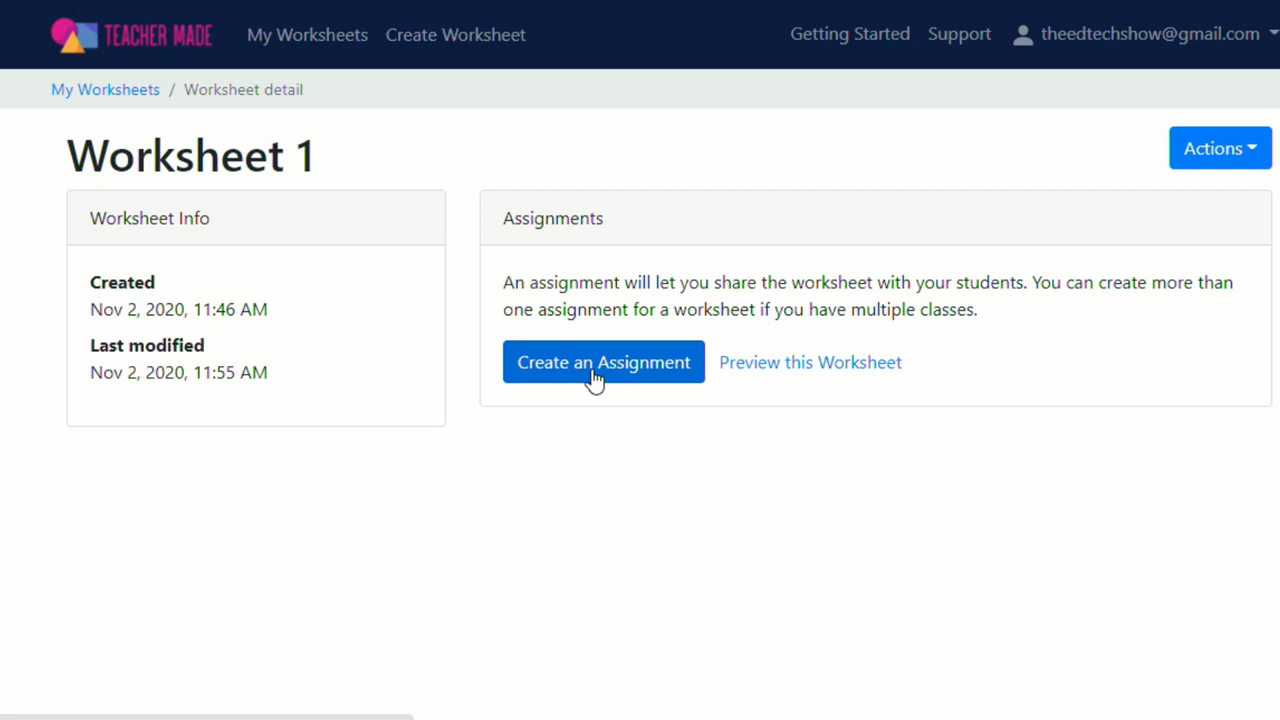 TEACHER MADE My Worksheets Create Worksheet Getting Started Support theedtechshow@gmail.com
My Worksheets / Worksheet detail
Worksheet 1
Actions
Worksheet Info
Created
Nov 2, 2020, 11:46 AM
Last modified
Nov 2, 2020, 11:55 AM
Assignments
An assignment will let you share the worksheet with your students. You can create more than
one assignment for a worksheet if you have multiple classes.
Create an Assignment Preview this Worksheet